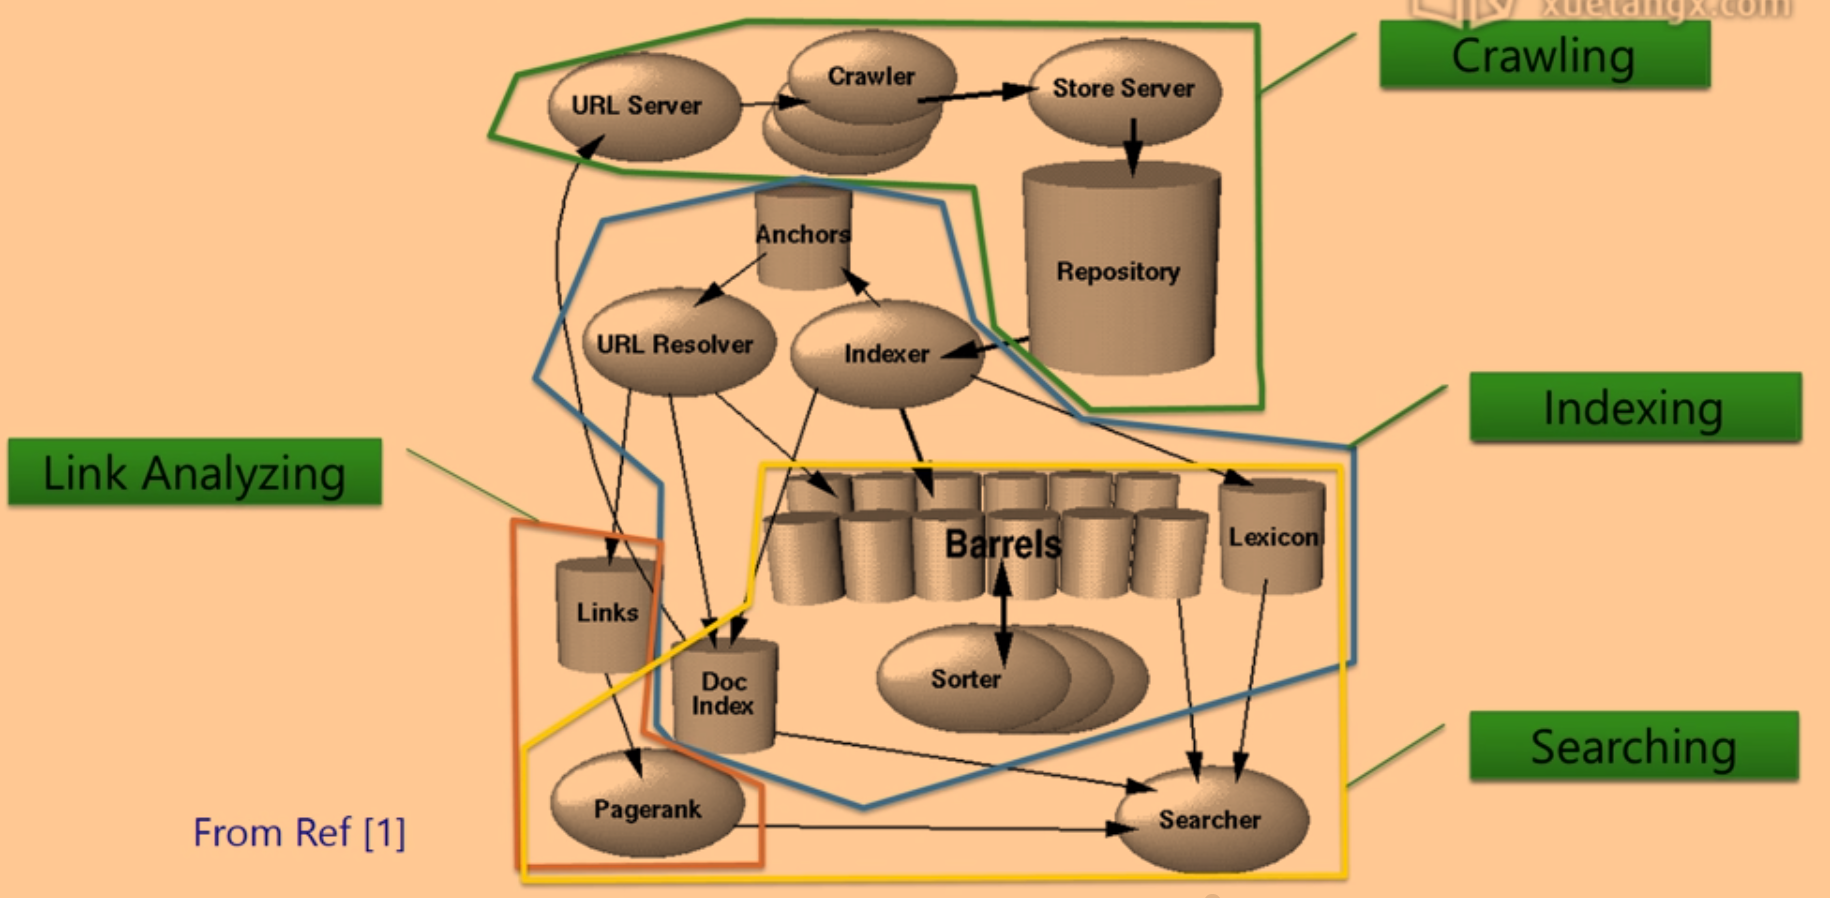 xuetangx.com
Crawling
URL Server
Crawler
Store Server
Anchors
Repository
URL Resolver
Indexer
Indexing
Link Analyzing
Barrels
Lexicon
Links
Doc
Index
Sorter
Searching
Pagerank
Searcher
From Ref [1]